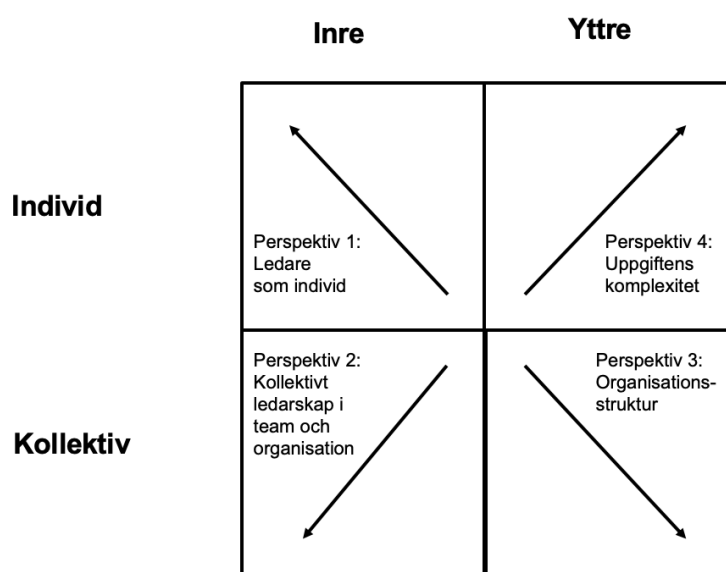 Inre
Yttre
Individ
Perspektiv 1:
Ledare
som individ
Perspektiv 4:
Uppgiftens
komplexitet
Kollektiv
Perspektiv 2:
Kollektivt
ledarskap i
team och
organisation
Perspektiv 3:
Organisations-
struktur